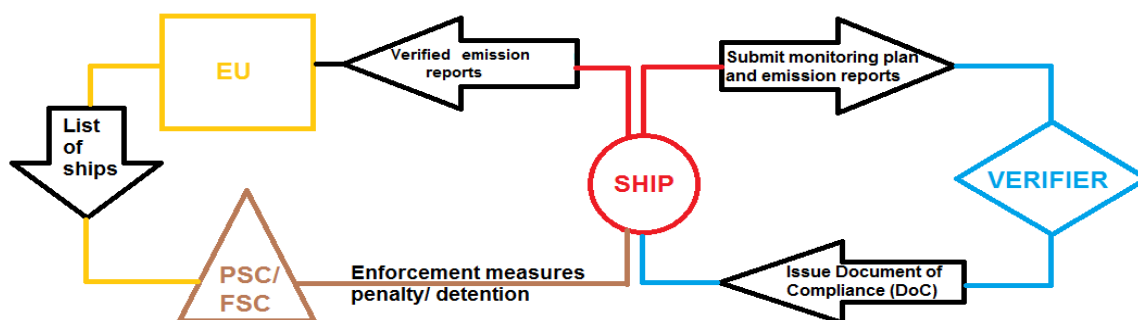 EU
Verified emission
reports
Submit monitoring plan
and emission reports
List
of
ships
SHIP
VERIFIER
PSC/
FSC
Enforcement measures
penalty/ detention
Issue Document of
Compliance (DoC)